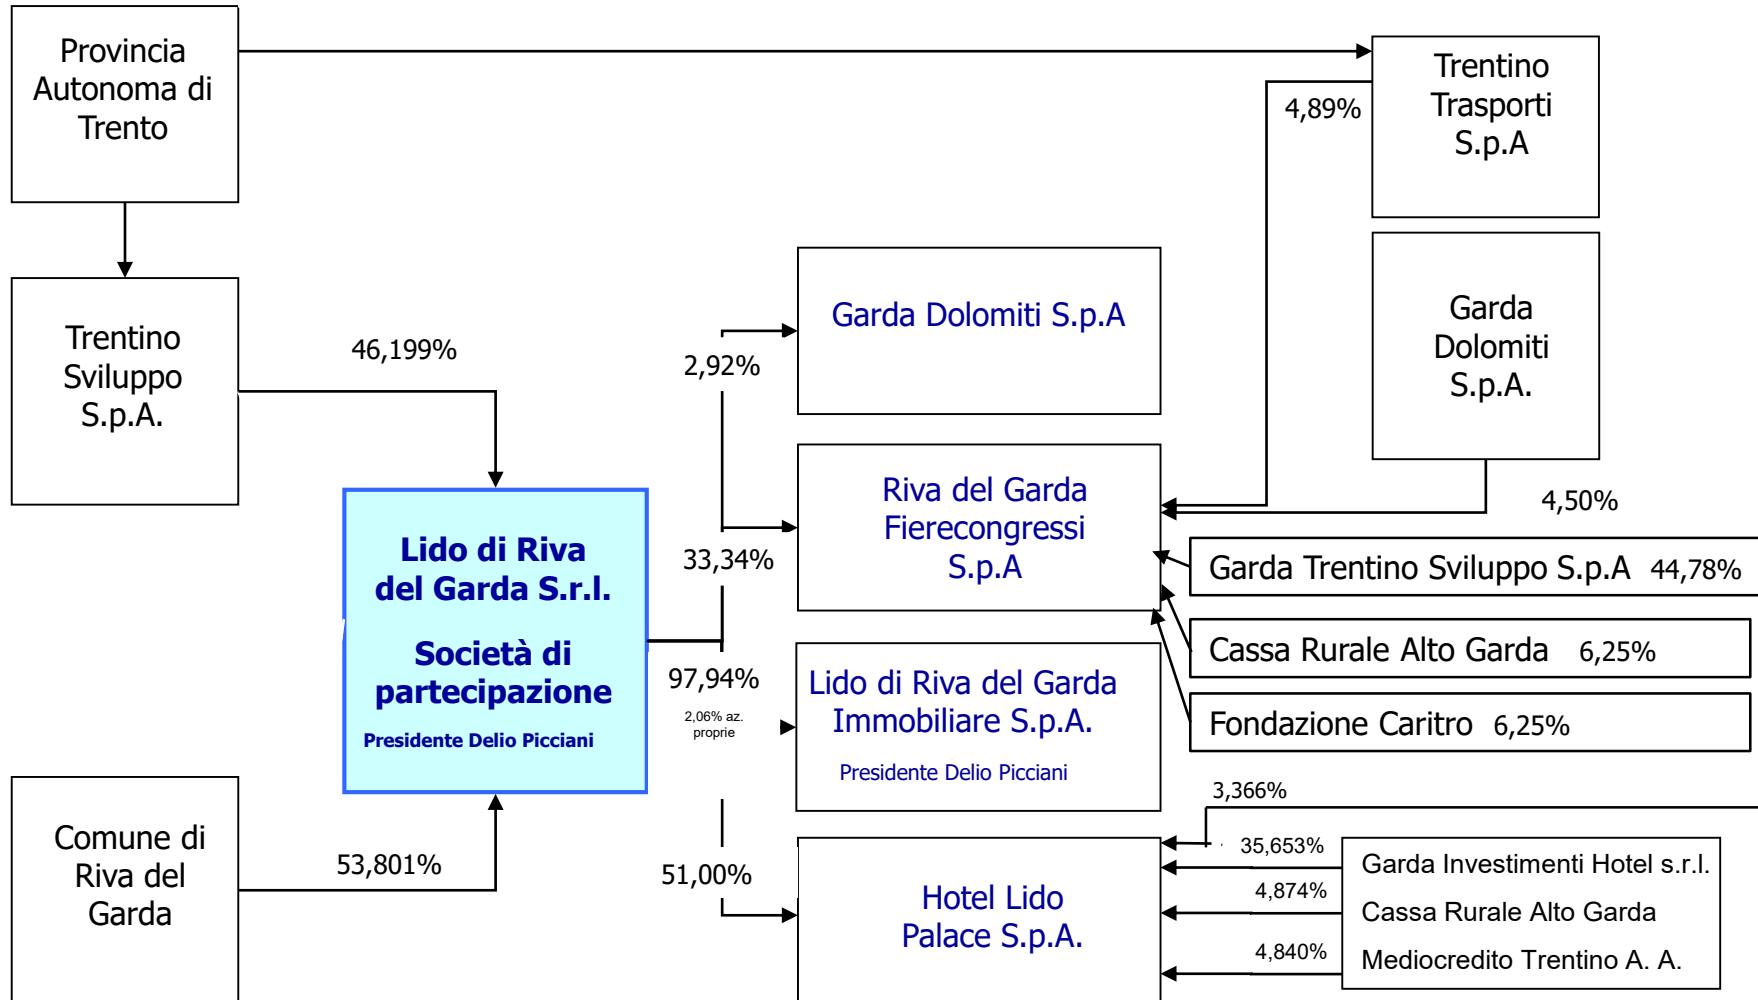 Provincia
Autonoma di
Trento
Trentino
Trasporti
S.p.A
4,89%
Trentino
Sviluppo
S.p.A.
46,199%
2,92%
Garda Dolomiti S.p.A
Garda
Dolomiti
S.p.A.
4,50%
Lido di Riva
del Garda S.r.l.
Società di
partecipazione
Presidente Delio Picciani
33,34%
Riva del Garda
Fierecongressi
S.p.A
Garda Trentino Sviluppo S.p.A 44,78%
Cassa Rurale Alto Garda 6,25%
Fondazione Caritro 6,25%
97,94%
2,06% az.
proprie
Lido di Riva del Garda
Immobiliare S.p.A.
Presidente Delio Picciani
Comune di
Riva del
Garda
53,801%
51,00%
Hotel Lido
Palace S.p.A.
3,366%
35,653%
Garda Investimenti Hotel s.r.l.
4,874%
Cassa Rurale Alto Garda
4,840%
Mediocredito Trentino A. A.